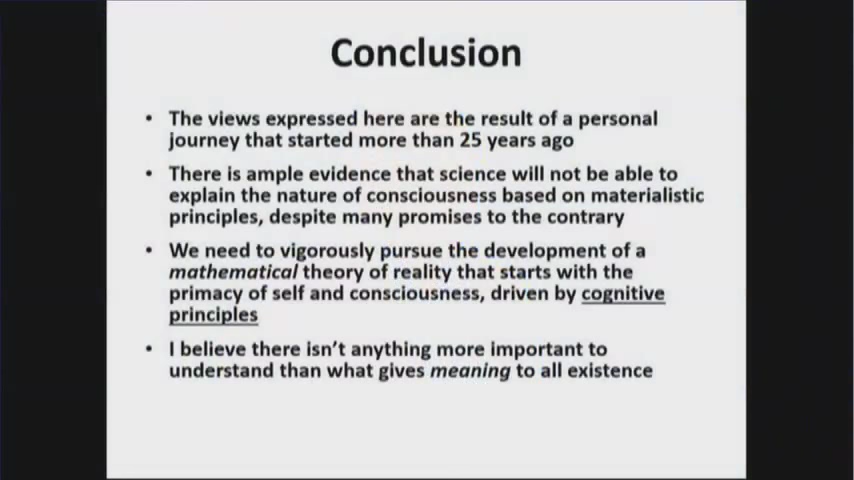 Conclusion
• The views expressed here are the result of a personal
journey that started more than 25 years ago
• There is ample evidence that science will not be able to
explain the nature of consciousness based on materialistic
principles, despite many promises to the contrary
• We need to vigorously pursue the development of a
mathematical theory of reality that starts with the
primacy of self and consciousness, driven by cognitive
principles
• I believe there isn't anything more important to
understand than what gives meaning to all existence